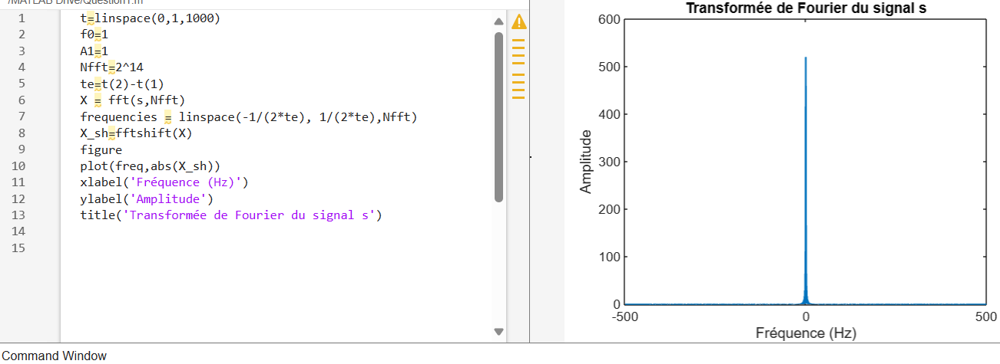 /MATLAB Drive/Question1.m
1 t=linspace(0,1,1000)
2 f0=1
3 A1=1
4 Nfft=2^14
5 te=t(2)-t(1)
6 X = fft(s,Nfft)
7 frequencies = linspace(-1/(2*te), 1/(2*te),Nfft)
8 X_sh=fftshift(X)
9 figure
10 plot(freq,abs(X_sh))
11 xlabel('Fréquence (Hz)')
12 ylabel('Amplitude')
13 title('Transformée de Fourier du signal s')
14
15
Transformée de Fourier du signal s
600
500
400
300
200
100
0
Amplitude
-500 0 500
Fréquence (Hz)
Command Window